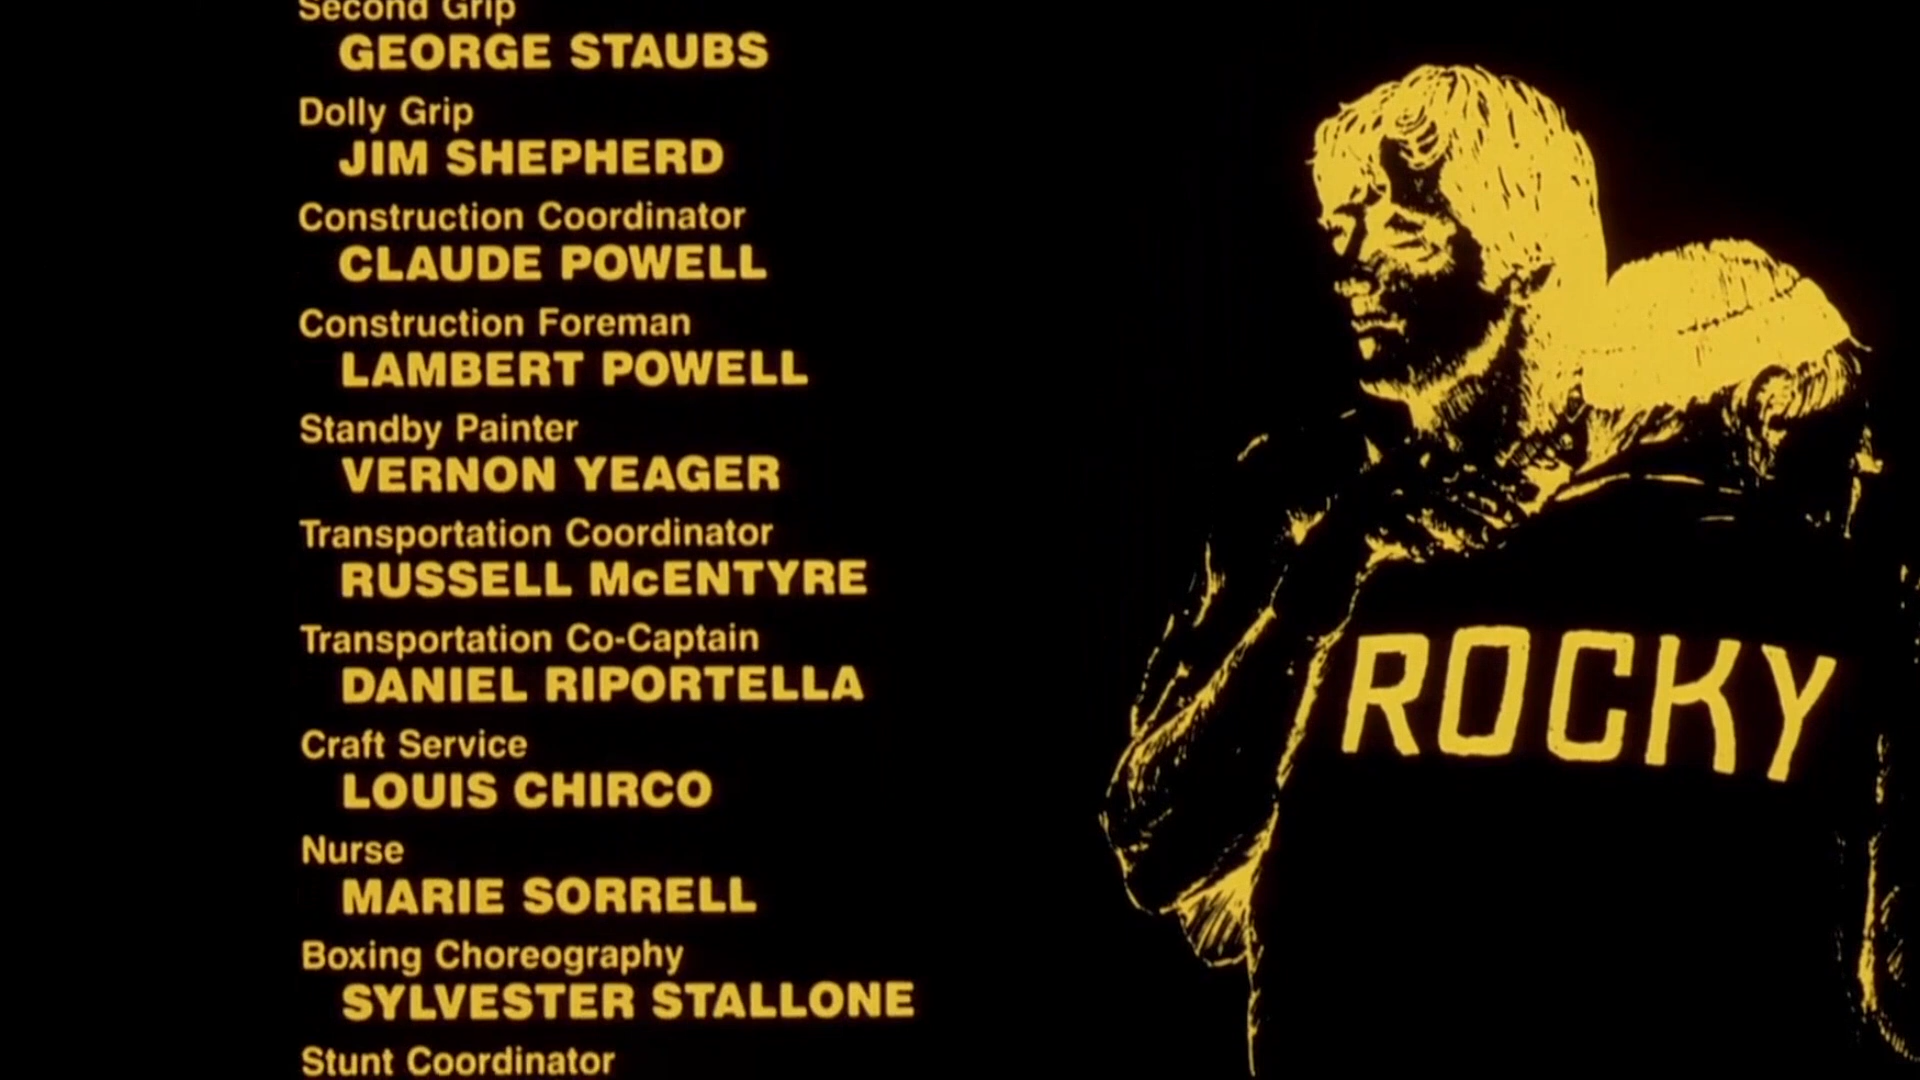 Second Grip
GEORGE STAUBS
Dolly Grip
JIM SHEPHERD
Construction Coordinator
CLAUDE POWELL
Construction Foreman
LAMBERT POWELL
Standby Painter
VERNON YEAGER
Transportation Coordinator
RUSSELL McENTYRE
Transportation Co-Captain
DANIEL RIPORTELLA
Craft Service
LOUIS CHIRCO
Nurse
MARIE SORRELL
Boxing Choreography
SYLVESTER STALLONE
Stunt Coordinator
ROCKY